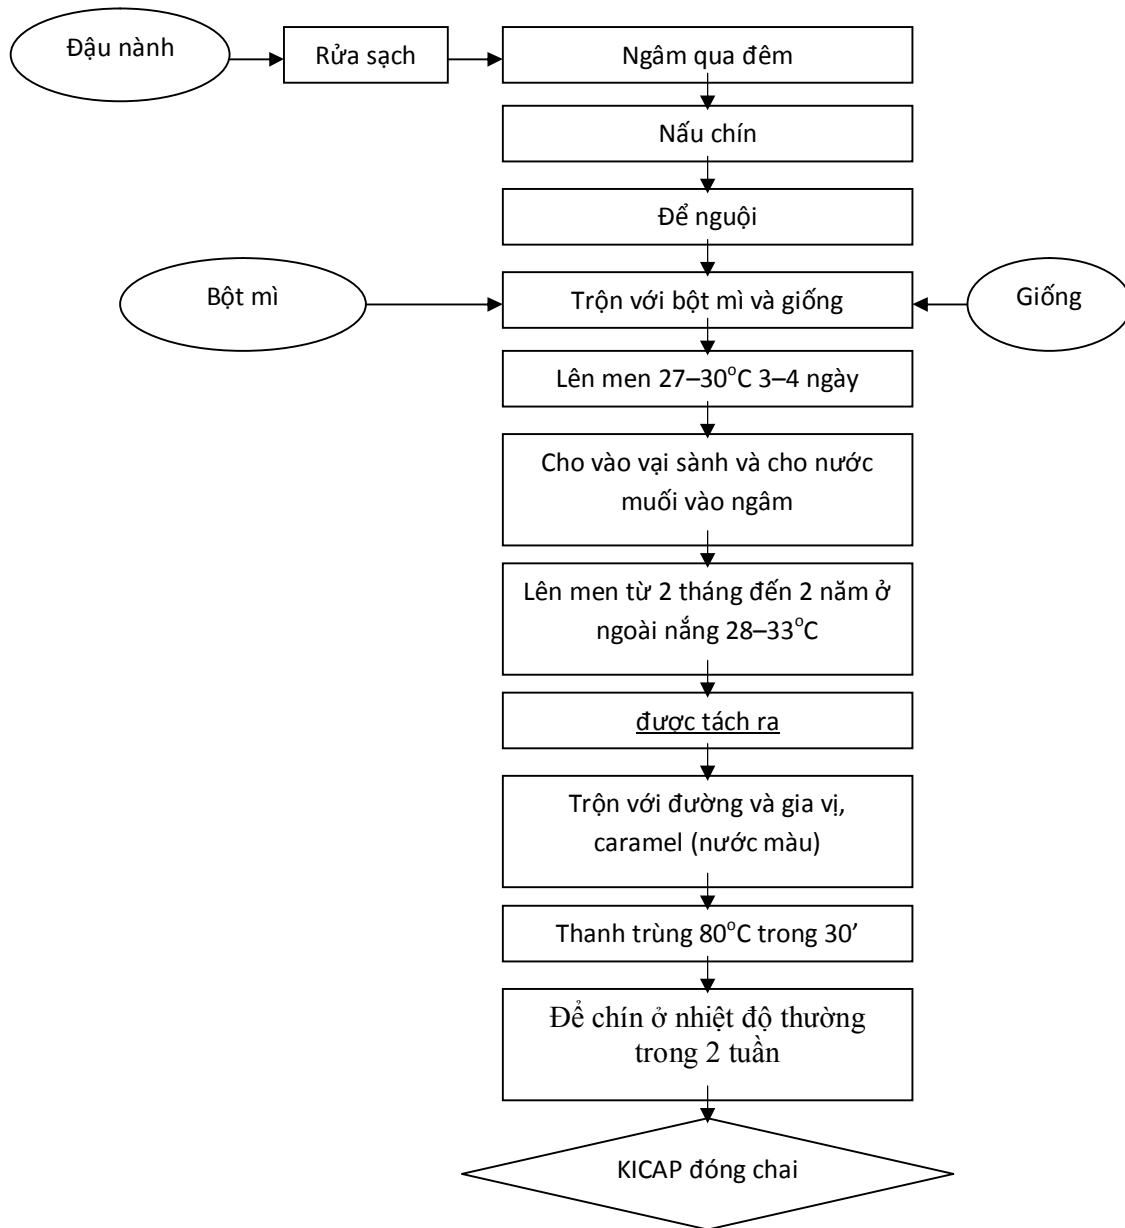 Đậu nành
Rửa sạch
Ngâm qua đêm
Nấu chín
Để nguội
Bột mì
Trộn với bột mì và giống
Giống
Lên men 27–30°C 3–4 ngày
Cho vào vại sành và cho nước
muối vào ngâm
Lên men từ 2 tháng đến 2 năm ở
ngoài nắng 28–33°C
được tách ra
Trộn với đường và gia vị,
caramel (nước màu)
Thanh trùng 80°C trong 30’
Để chín ở nhiệt độ thường
trong 2 tuần
KICAP đóng chai